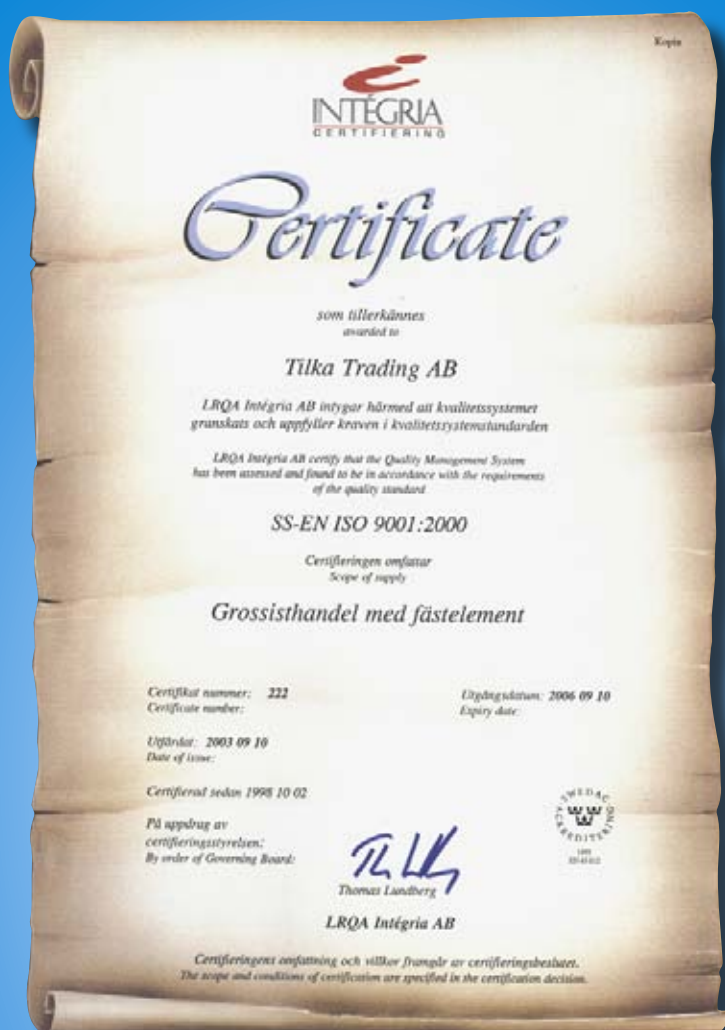 Kopia
INTÉGRIA
CERTIFIERING
Certificate
som tillerkännes
awarded to
Tilka Trading AB
LRQA Intégria AB intygar härmed att kvalitetssystemet
granskats och uppfyller kraven i kvalitetssystemstandarden
LRQA Intégria AB certify that the Quality Management System
has been assessed and found to be in accordance with the requirements
of the quality standard
SS-EN ISO 9001:2000
Certifieringen omfattar
Scope of supply
Grossisthandel med fästelement
Certifikat nummer: 222
Certificate number:
Utgångsdatum: 2006 09 10
Expiry date:
Utfärdat: 2003 09 10
Date of issue:
Certifierad sedan 1998 10 02
På uppdrag av
certifieringsstyrelsen:
By order of Governing Board:
Thomas Lundberg
LRQA Intégria AB
SWEDAC
ACKREDITERING
Certifieringens omfattning och villkor framgår av certifieringsbeslutet.
The scope and conditions of certification are specified in the certification decision.